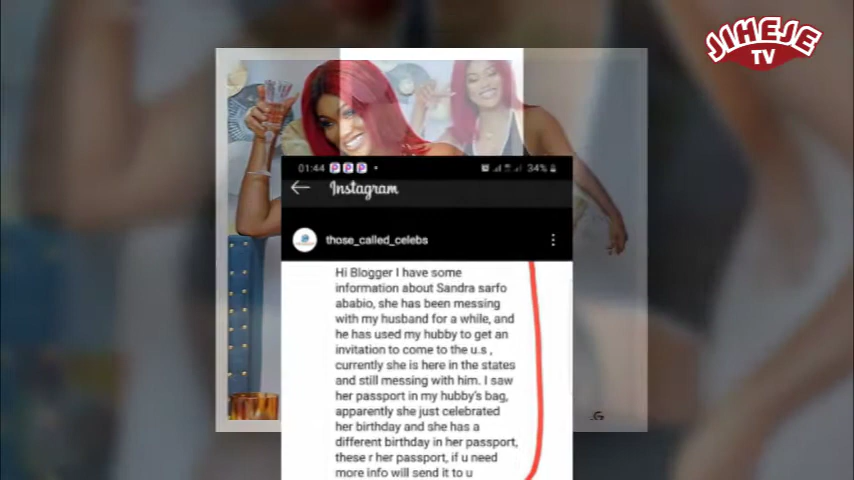 JIHEJE
TV
01:44
34%
Instagram
those_called_celebs
Hi Blogger I have some
information about Sandra sarfo
ababio, she has been messing
with my husband for a while, and
he has used my hubby to get an
invitation to come to the u.s ,
currently she is here in the states
and still messing with him. I saw
her passport in my hubby's bag,
apparently she just celebrated
her birthday and she has a
different birthday in her passport,
these r her passport, if u need
more info will send it to u